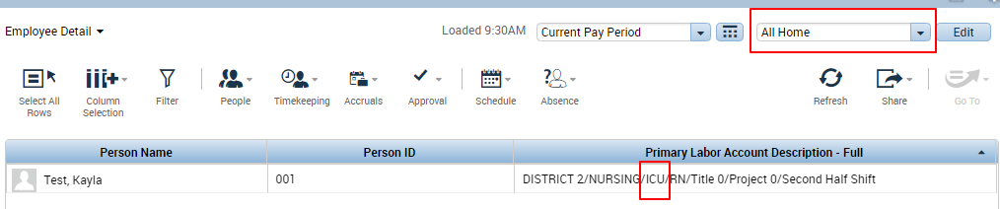 Employee Detail
Loaded 9:30AM
Current Pay Period
All Home
Edit
Select All Rows
Column Selection
Filter
People
Timekeeping
Accruals
Approval
Schedule
Absence
Refresh
Share
Go To
Person Name
Person ID
Primary Labor Account Description - Full
Test, Kayla
001
DISTRICT 2/NURSING/ICU/RN/Title 0/Project 0/Second Half Shift